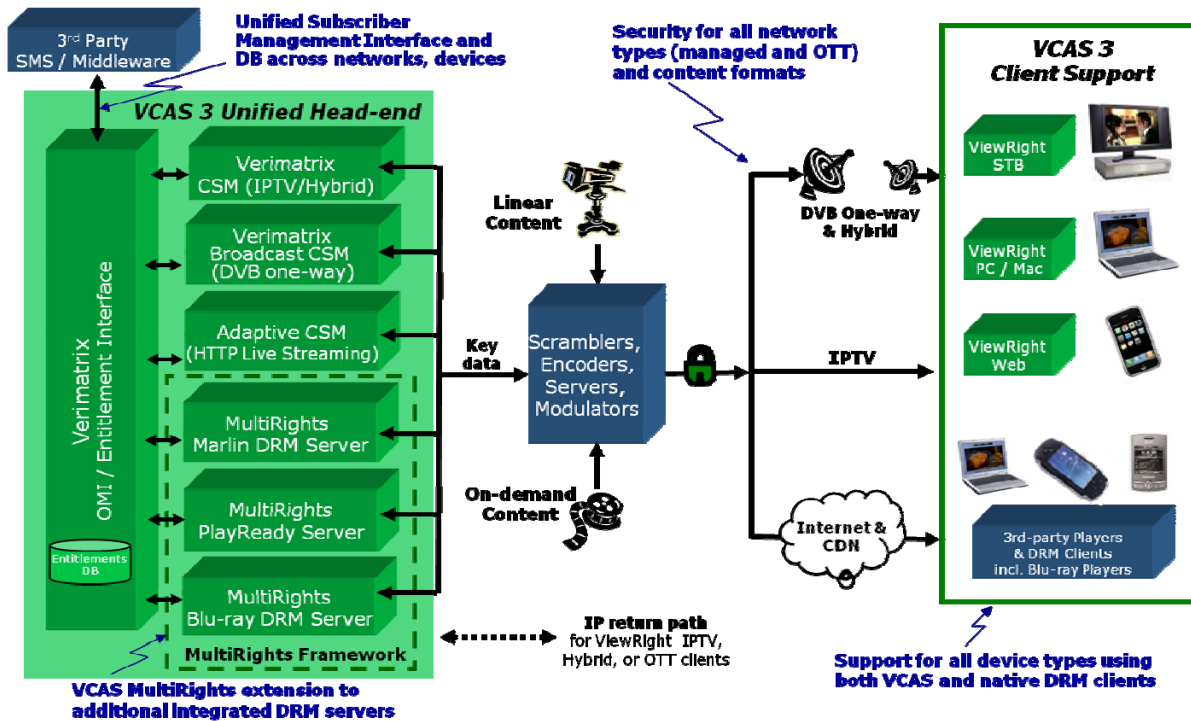 3rd Party
SMS / Middleware
Unified Subscriber
Management Interface and
DB across networks, devices
VCAS 3 Unified Head-end
Verimatrix
OMI / Entitlement Interface
Entitlements
DB
Verimatrix
CSM (IPTV/Hybrid)
Verimatrix
Broadcast CSM
(DVB one-way)
Adaptive CSM
(HTTP Live Streaming)
MultiRights
Marlin DRM Server
MultiRights
PlayReady Server
MultiRights
Blu-ray DRM Server
MultiRights Framework
VCAS MultiRights extension to
additional integrated DRM servers
Key
data
Linear
Content
Scramblers,
Encoders,
Servers,
Modulators
On-demand
Content
IP return path
for ViewRight IPTV,
Hybrid, or OTT clients
Security for all network
types (managed and OTT)
and content formats
DVB One-way
& Hybrid
IPTV
Internet &
CDN
VCAS 3
Client Support
ViewRight
STB
ViewRight
PC / Mac
ViewRight
Web
3rd-party Players
& DRM Clients
incl. Blu-ray Players
Support for all device types using
both VCAS and native DRM clients